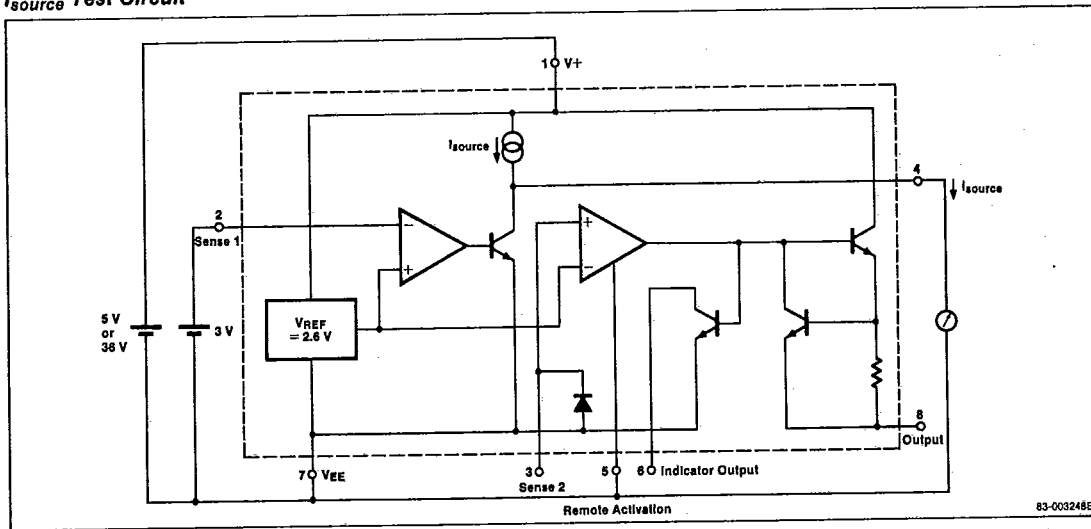 Isource Test Circuit
1 V+
Isource
4
Isource
2
Sense 1
−
+
+
−
5 V
or
36 V
3 V
VREF
= 2.6 V
8
Output
7 VEE
3
Sense 2
5
6 Indicator Output
Remote Activation
83-003248B